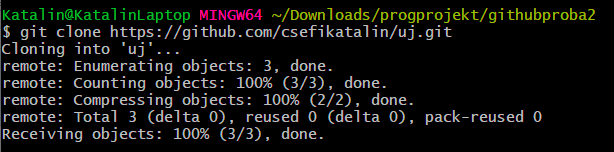 Katalin@KatalinLaptop MINGW64 ~/Downloads/progprojekt/githubproba2
$ git clone https://github.com/csefikatalin/uj.git
Cloning into 'uj'...
remote: Enumerating objects: 3, done.
remote: Counting objects: 100% (3/3), done.
remote: Compressing objects: 100% (2/2), done.
remote: Total 3 (delta 0), reused 0 (delta 0), pack-reused 0
Receiving objects: 100% (3/3), done.